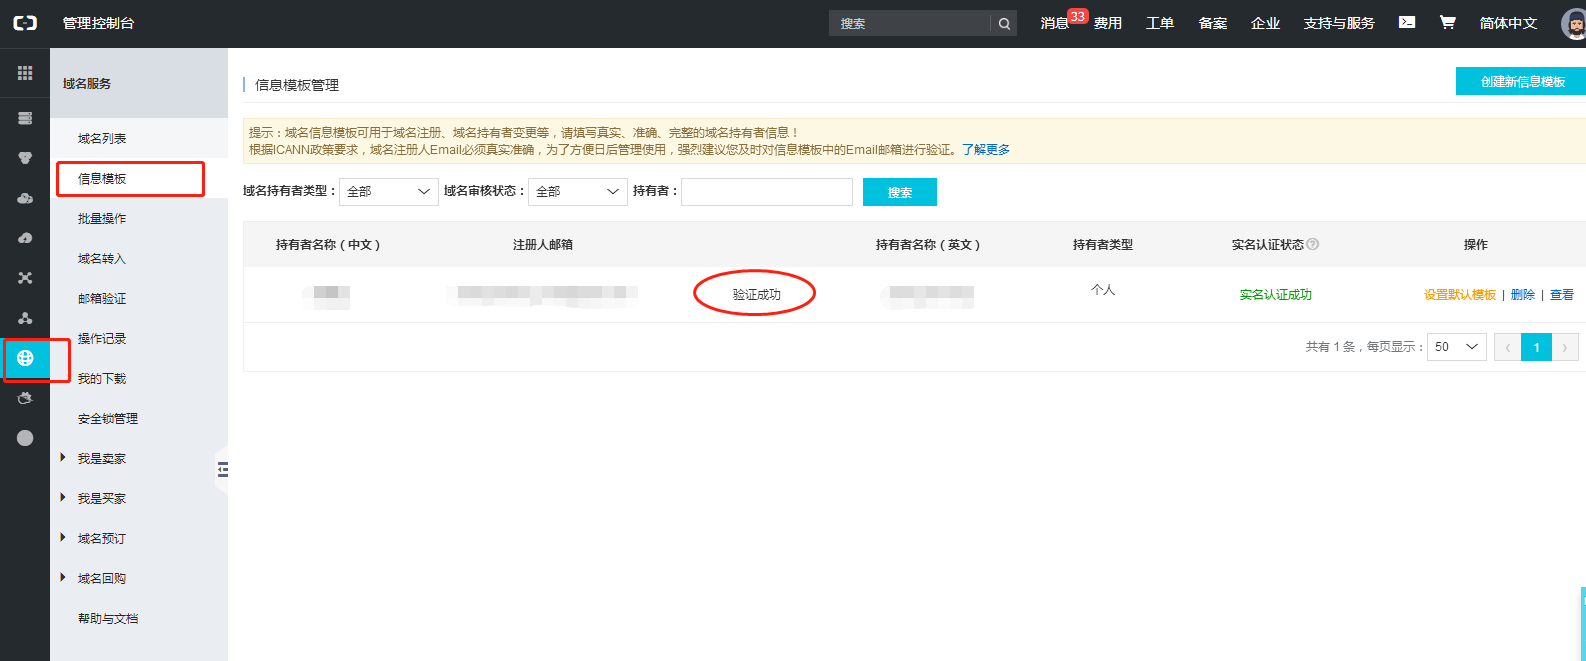 管理控制台
搜索
消息 33 费用 工单 备案 企业 支持与服务 简体中文
域名服务
域名列表
信息模板
批量操作
域名转入
邮箱验证
操作记录
我的下载
安全锁管理
我是卖家
我是买家
域名预订
域名回购
帮助与文档
信息模板管理
创建新信息模板
提示：域名信息模板可用于域名注册、域名持有者变更等，请填写真实、准确、完整的域名持有者信息！
根据ICANN政策要求，域名注册人Email必须真实准确，为了方便日后管理使用，强烈建议您及时对信息模板中的Email邮箱进行验证。了解更多
域名持有者类型： 全部 域名审核状态： 全部 持有者： 搜索
持有者名称（中文） 注册人邮箱 持有者名称（英文） 持有者类型 实名认证状态 操作
验证成功 个人 实名认证成功 设置默认模板 | 删除 | 查看
共有 1 条，每页显示： 50 ‹ 1 ›